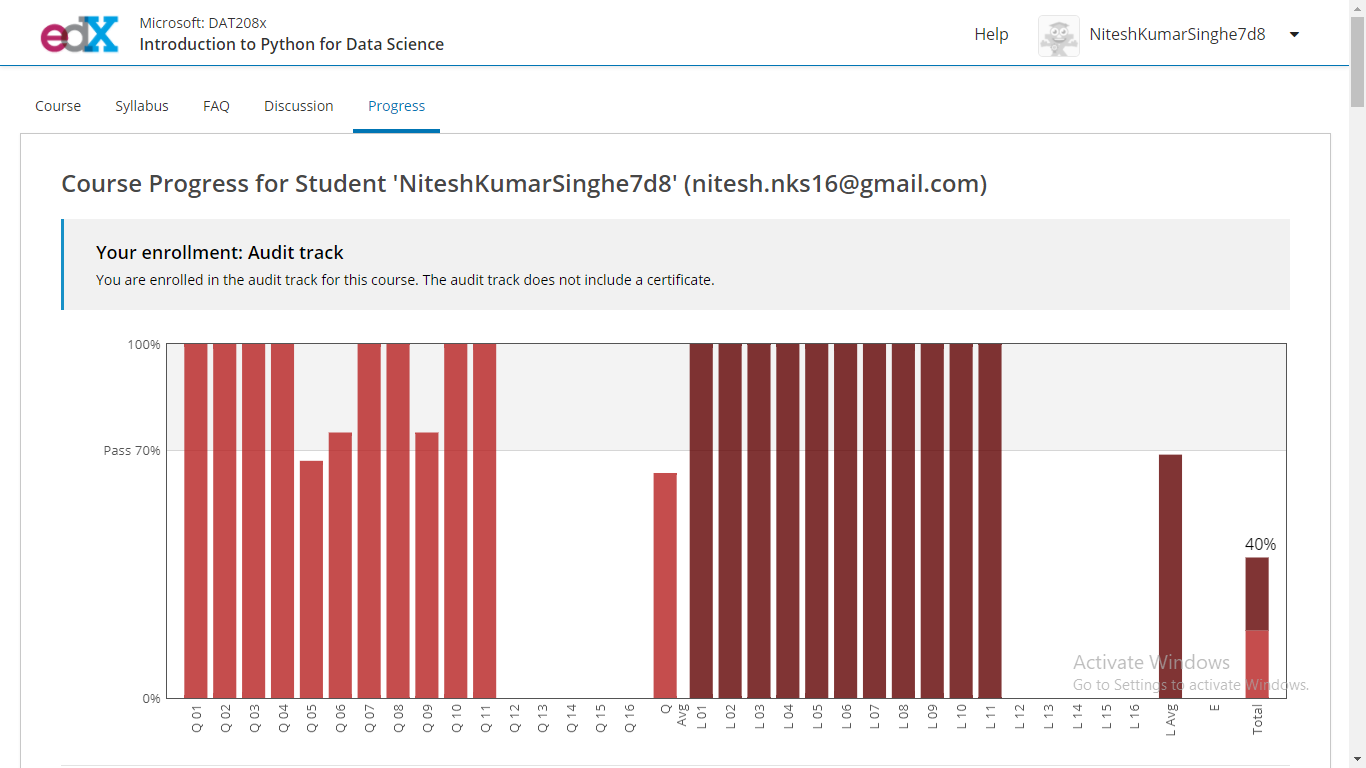 edX
Microsoft: DAT208x
Introduction to Python for Data Science
Help
NiteshKumarSinghe7d8
Course
Syllabus
FAQ
Discussion
Progress
Course Progress for Student 'NiteshKumarSinghe7d8' (nitesh.nks16@gmail.com)
Your enrollment: Audit track
You are enrolled in the audit track for this course. The audit track does not include a certificate.
100%
Pass 70%
0%
40%
Q 01
Q 02
Q 03
Q 04
Q 05
Q 06
Q 07
Q 08
Q 09
Q 10
Q 11
Q 12
Q 13
Q 14
Q 15
Q 16
Q
Avg
L 01
L 02
L 03
L 04
L 05
L 06
L 07
L 08
L 09
L 10
L 11
L 12
L 13
L 14
L 15
L 16
L Avg
E
Total
Activate Windows
Go to Settings to activate Windows.